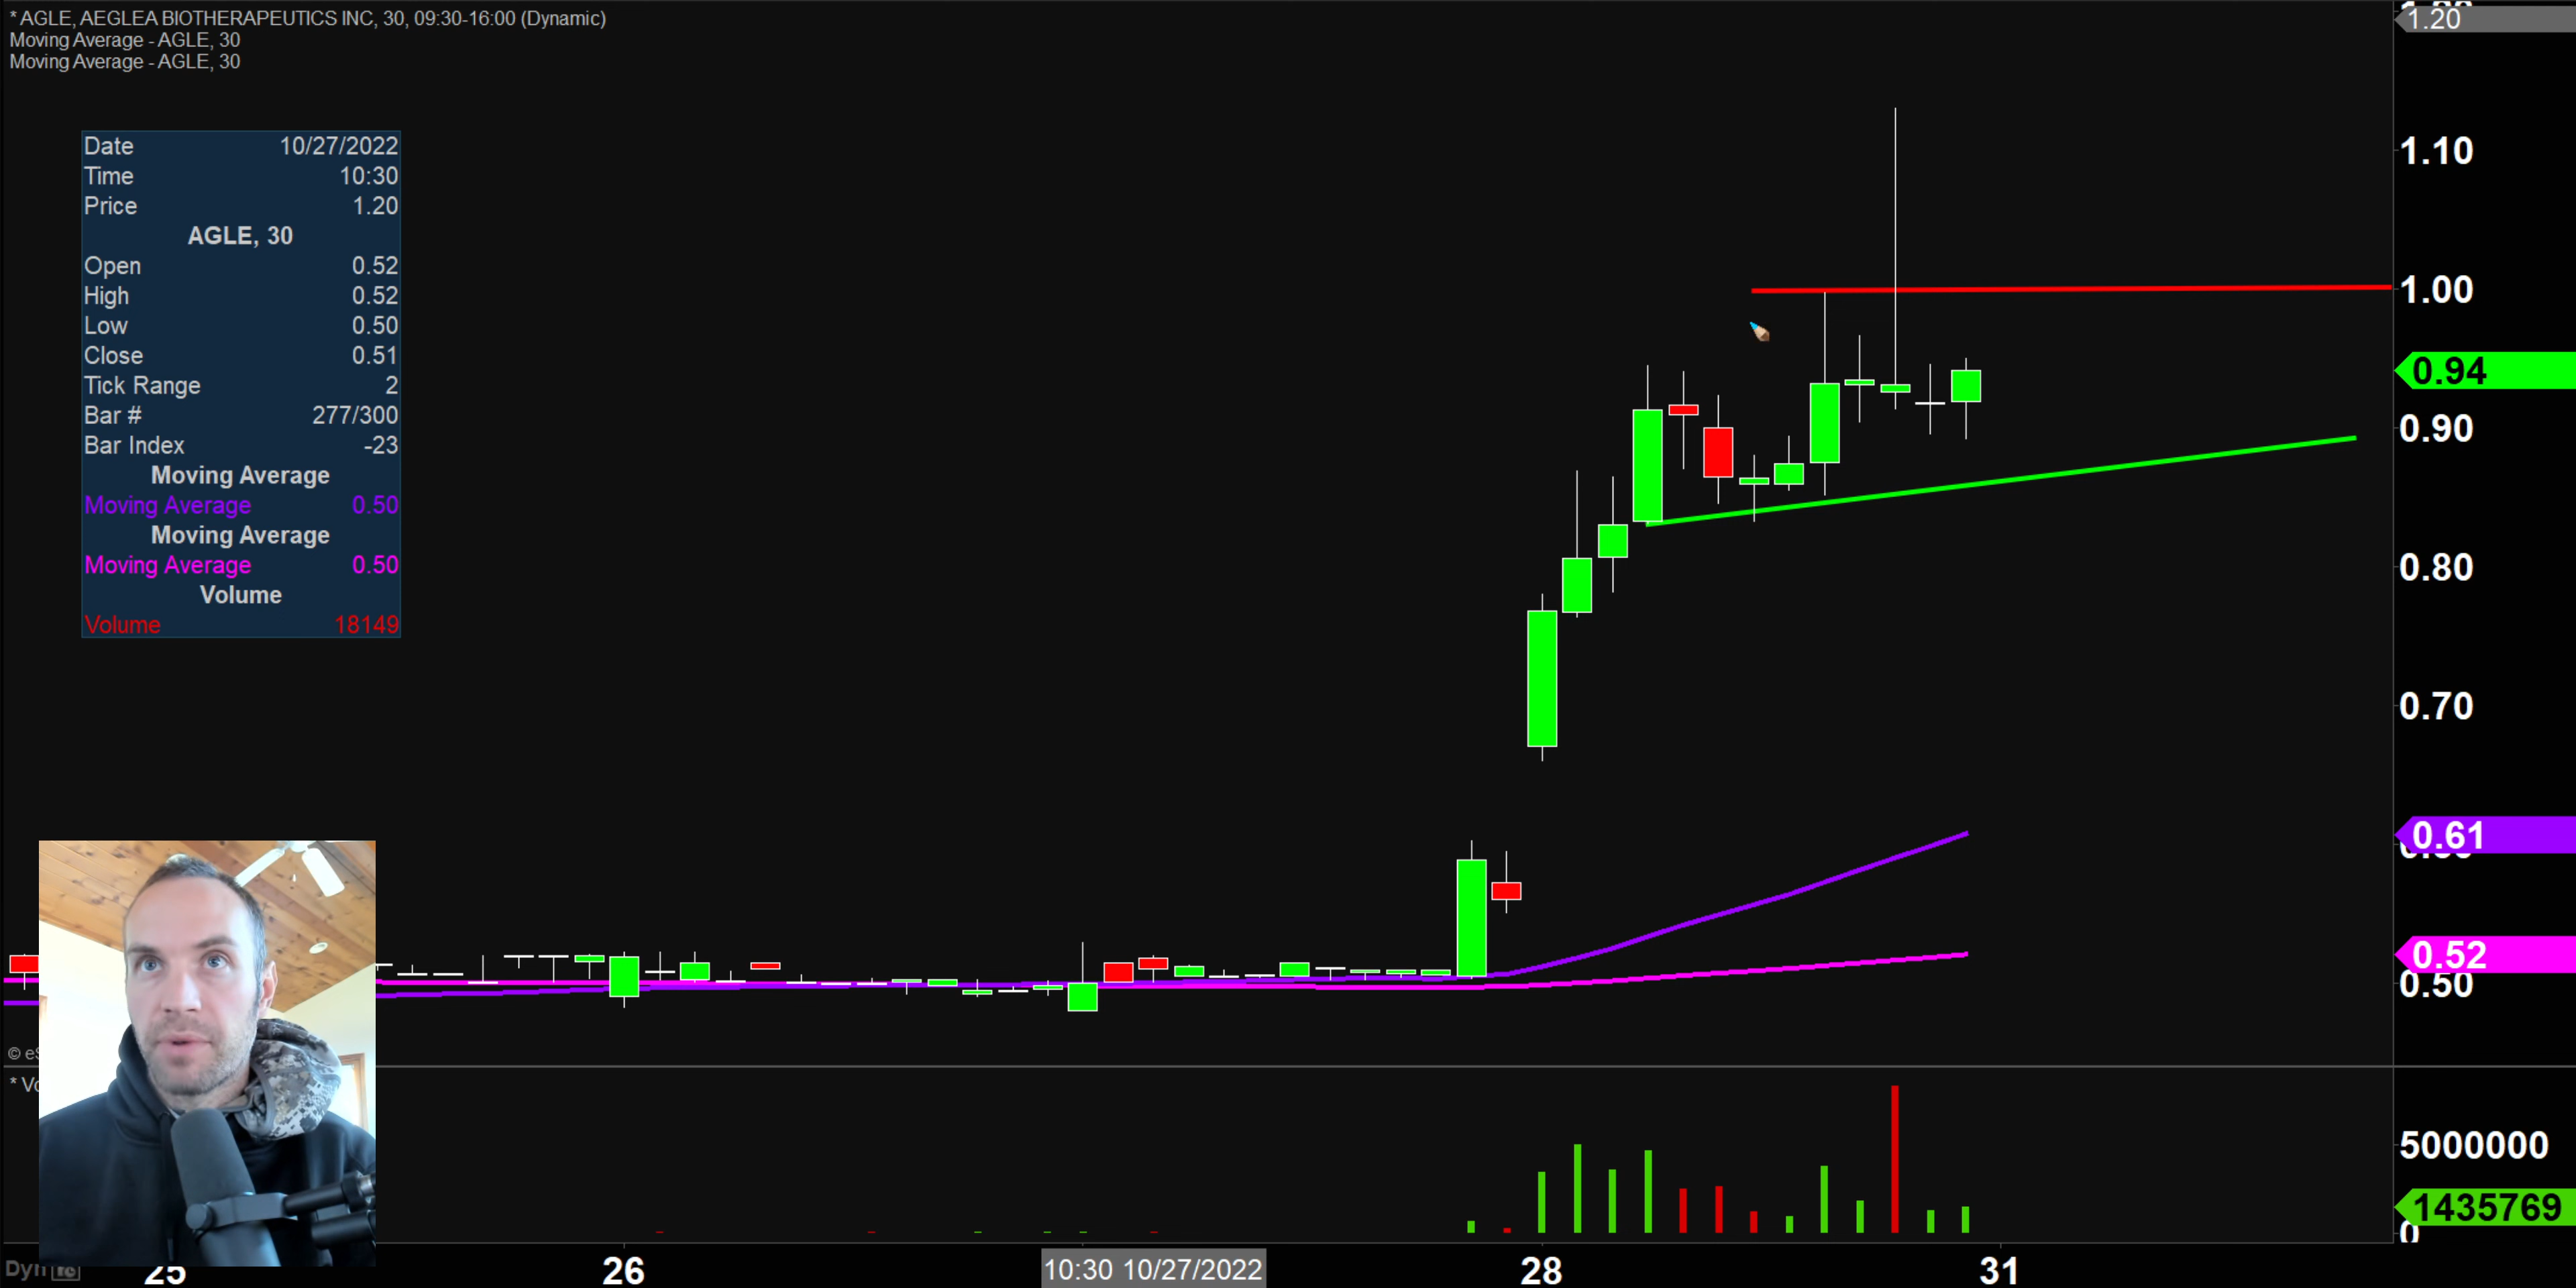 * AGLE, AEGLEA BIOTHERAPEUTICS INC, 30, 09:30-16:00 (Dynamic)
Moving Average - AGLE, 30
Moving Average - AGLE, 30
1.20
Date 10/27/2022
Time 10:30
Price 1.20
AGLE, 30
Open 0.52
High 0.52
Low 0.50
Close 0.51
Tick Range 2
Bar # 277/300
Bar Index -23
Moving Average
Moving Average 0.50
Moving Average
Moving Average 0.50
Volume
Volume 18149
1.10
1.00
0.94
0.90
0.80
0.70
0.61
0.52
0.50
© eS
* Vo
5000000
1435769
0
Dyn
25
26
10:30 10/27/2022
28
31